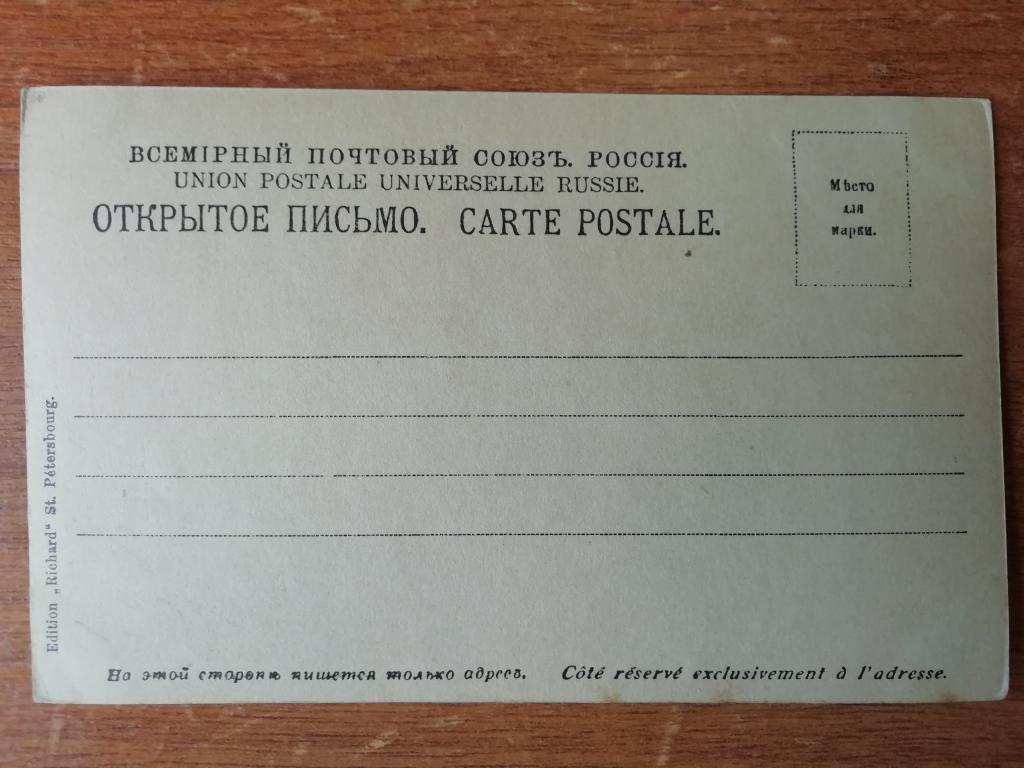 ВСЕМІРНЫЙ ПОЧТОВЫЙ СОЮЗЪ. РОССІЯ.
UNION POSTALE UNIVERSELLE RUSSIE.
ОТКРЫТОЕ ПИСЬМО. CARTE POSTALE.
Мѣсто
для
марки.
Edition „Richard“ St. Pétersbourg.
На этой сторонѣ пишется только адресъ. Côté réservé exclusivement à l'adresse.